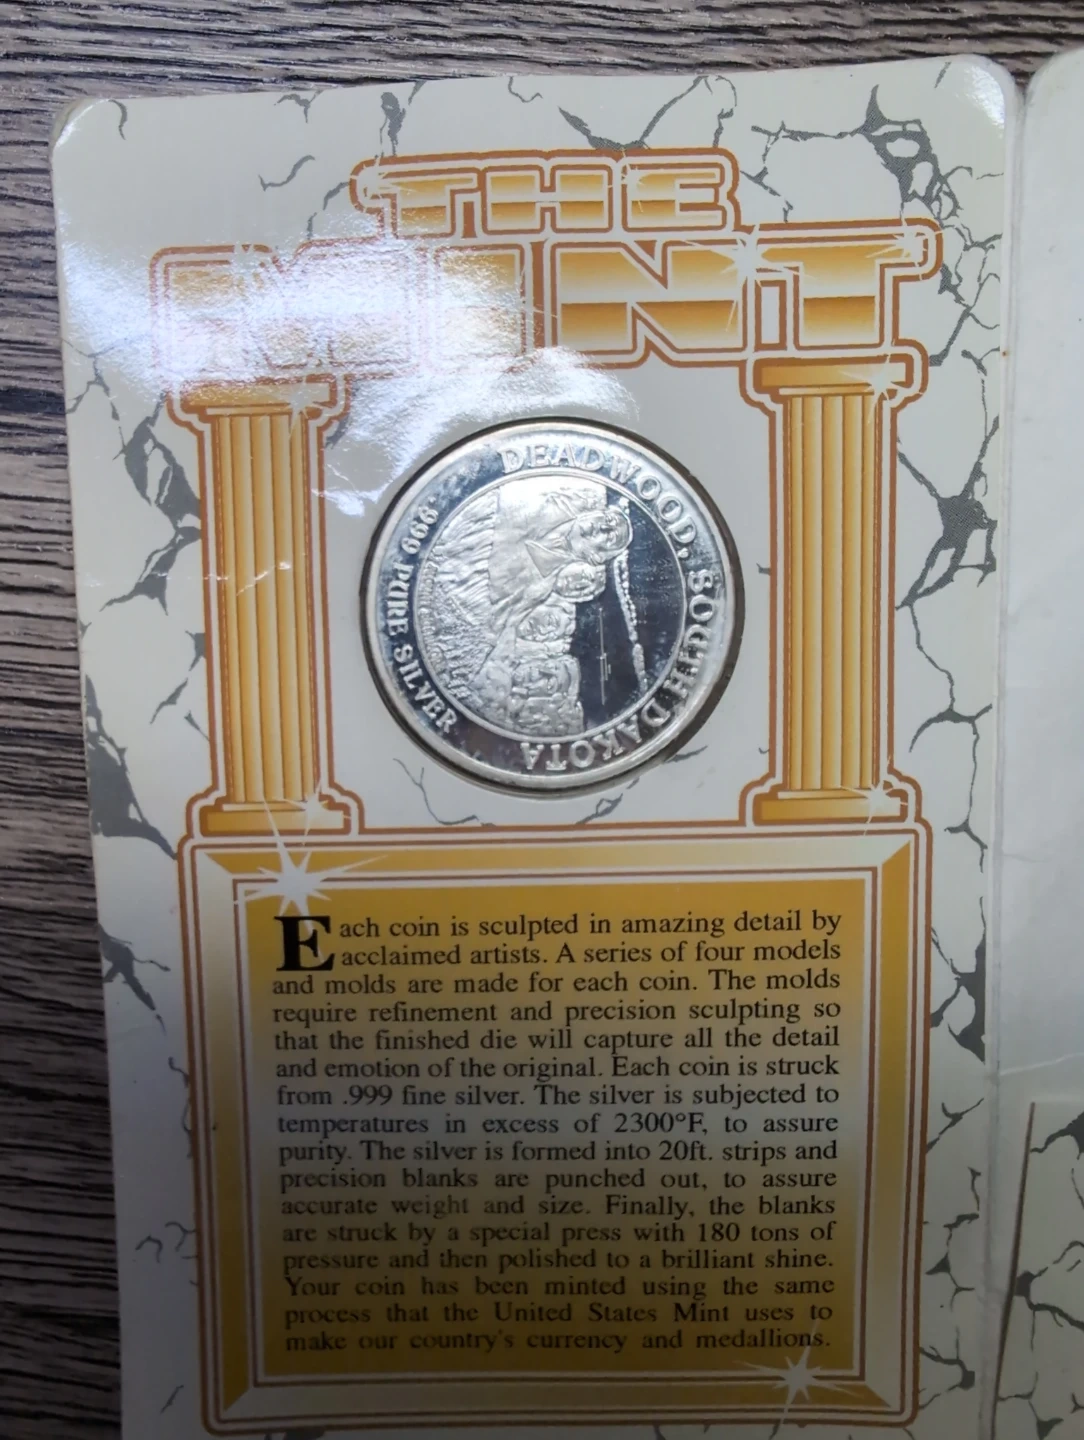 THE
MINT
DEADWOOD, SOUTH DAKOTA
.999 PURE SILVER
Each coin is sculpted in amazing detail by
acclaimed artists. A series of four models
and molds are made for each coin. The molds
require refinement and precision sculpting so
that the finished die will capture all the detail
and emotion of the original. Each coin is struck
from .999 fine silver. The silver is subjected to
temperatures in excess of 2300°F, to assure
purity. The silver is formed into 20ft. strips and
precision blanks are punched out, to assure
accurate weight and size. Finally, the blanks
are struck by a special press with 180 tons of
pressure and then polished to a brilliant shine.
Your coin has been minted using the same
process that the United States Mint uses to
make our country's currency and medallions.